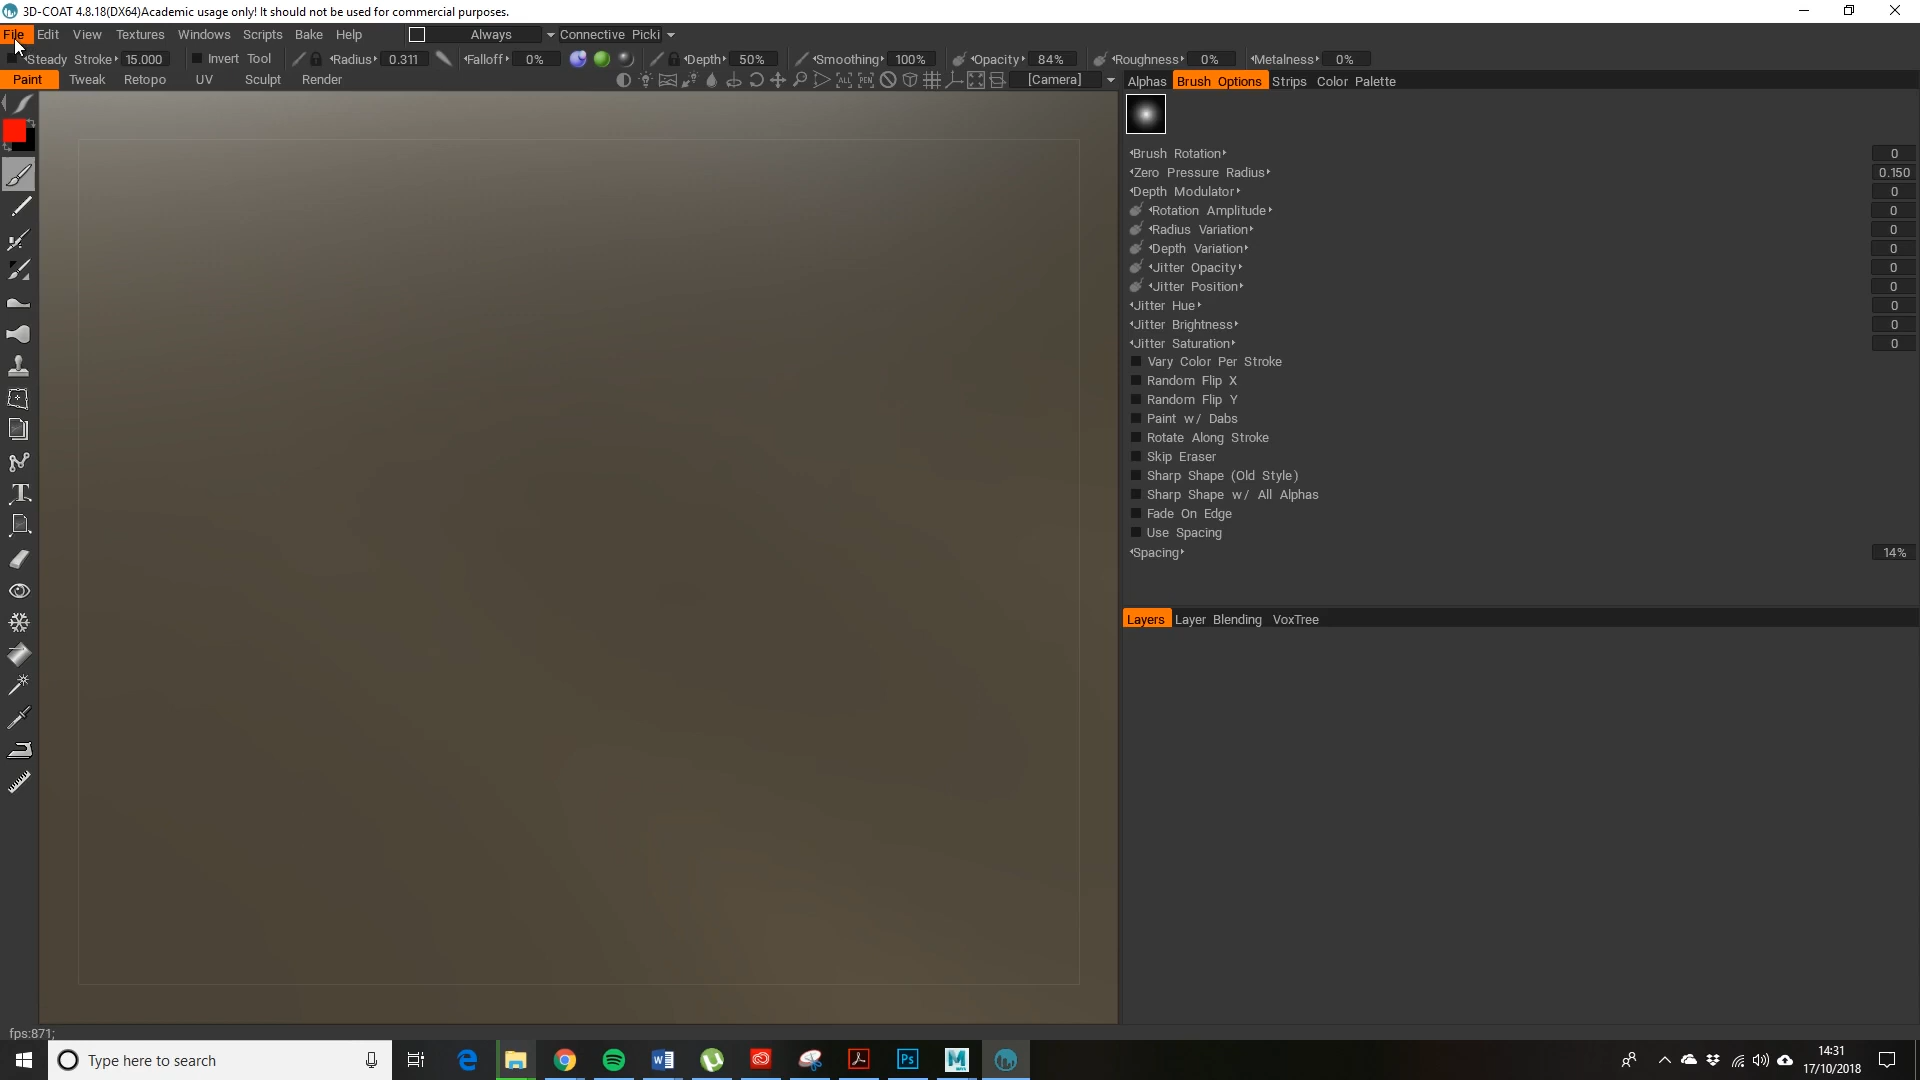 3D-COAT 4.8.18(DX64)Academic usage only! It should not be used for commercial purposes.
File Edit View Textures Windows Scripts Bake Help Always Connective Picki
Steady Stroke 15.000 Invert Tool Radius 0.311 Falloff 0% Depth 50% Smoothing 100% Opacity 84% Roughness 0% Metalness 0%
Paint Tweak Retopo UV Sculpt Render ALL PEN [Camera] Alphas Brush Options Strips Color Palette
Brush Rotation 0
Zero Pressure Radius 0.150
Depth Modulator 0
Rotation Amplitude 0
Radius Variation 0
Depth Variation 0
Jitter Opacity 0
Jitter Position 0
Jitter Hue 0
Jitter Brightness 0
Jitter Saturation 0
Vary Color Per Stroke
Random Flip X
Random Flip Y
Paint w/ Dabs
Rotate Along Stroke
Skip Eraser
Sharp Shape (Old Style)
Sharp Shape w/ All Alphas
Fade On Edge
Use Spacing
Spacing 14%
Layers Layer Blending VoxTree
fps:871;
Type here to search
14:31
17/10/2018